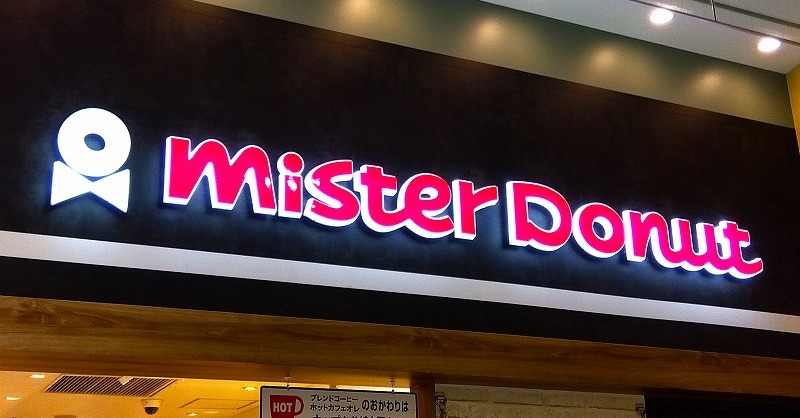 mister Donut
HOT
ブレンドコーヒー
ホットカフェオレ
のおかわりは